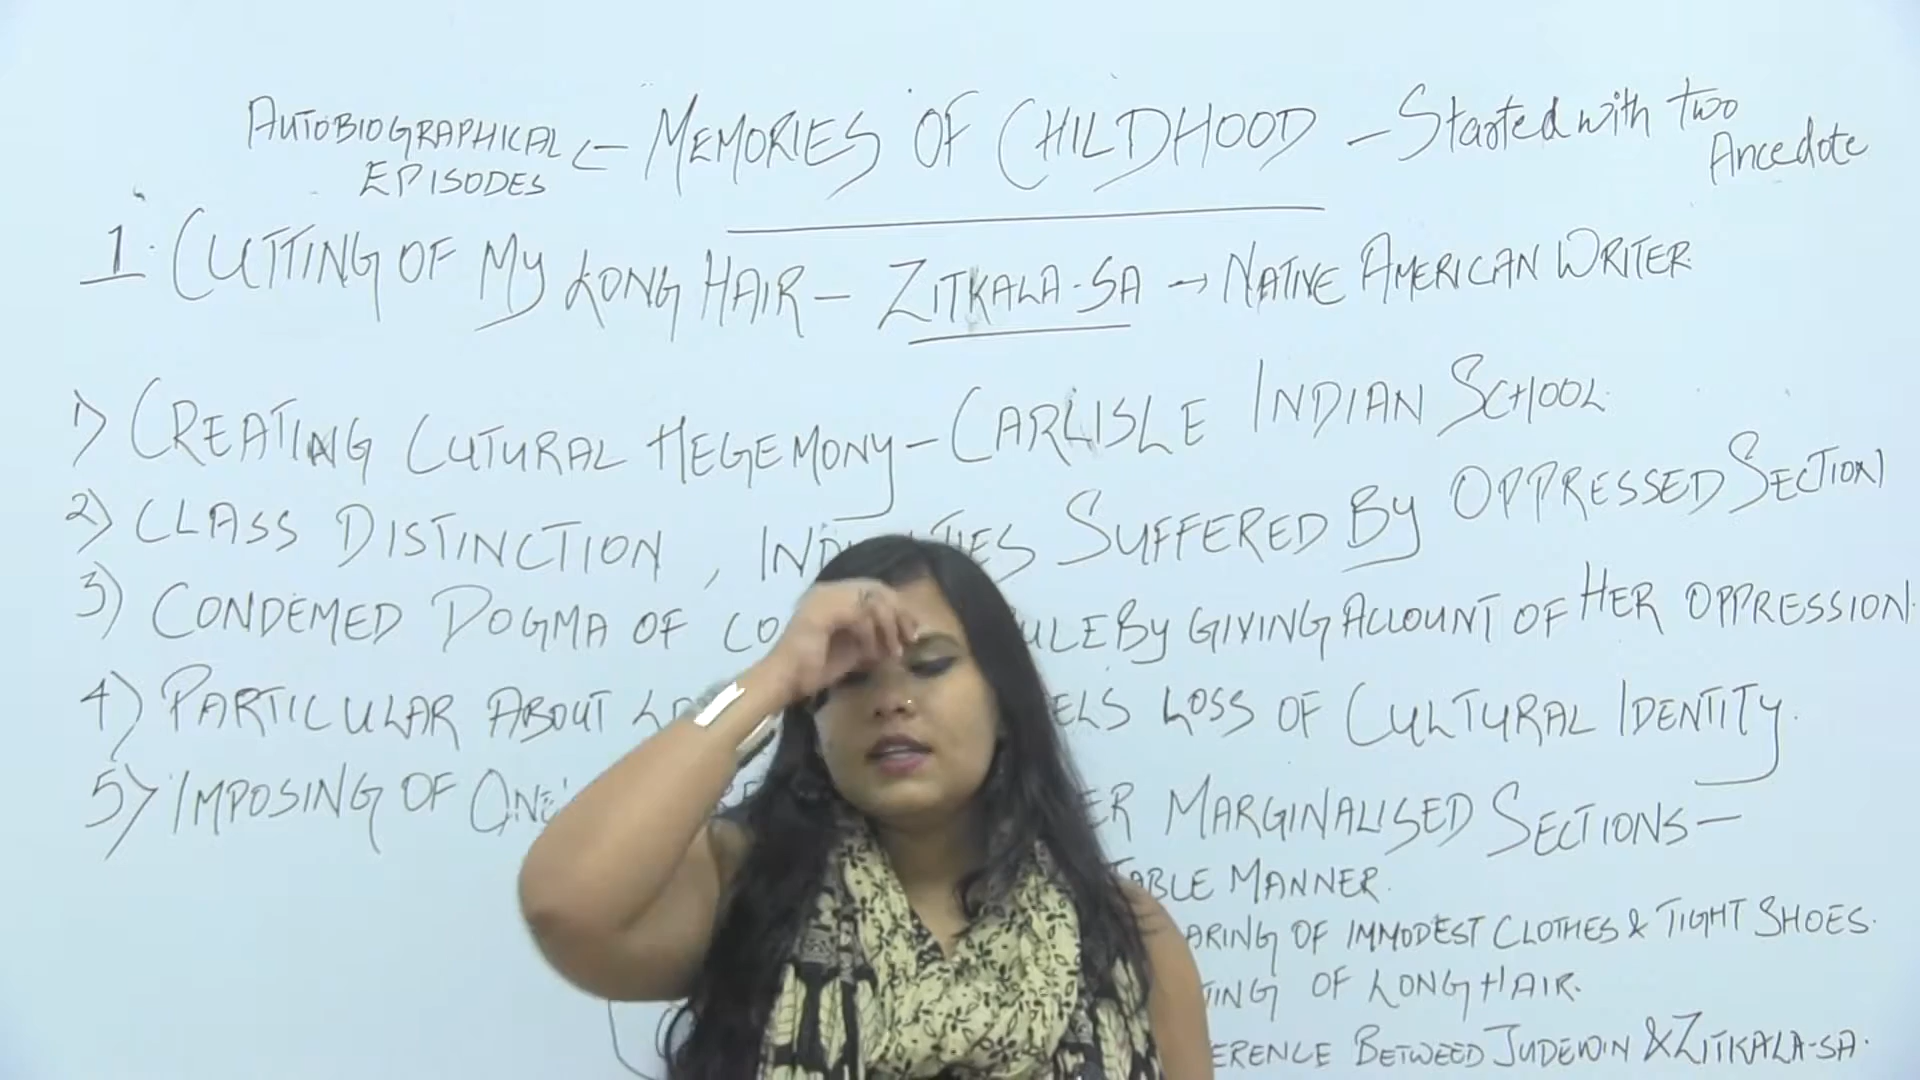 AUTOBIOGRAPHICAL EPISODES ← MEMORIES OF CHILDHOOD - Started with two Ancedote
1. CUTTING OF MY LONG HAIR - ZITKALA-SA → NATIVE AMERICAN WRITER
1) CREATING CUTURAL HEGEMONY - CARLISLE INDIAN SCHOOL
2) CLASS DISTINCTION, SUFFERED BY OPPRESSED SECTION
3) CONDEMED DOGMA OF BY GIVING ACCOUNT OF HER OPPRESSION.
4) PARTICULAR ABOUT LOSS OF CULTURAL IDENTITY.
5) IMPOSING OF MARGINALISED SECTIONS -
TABLE MANNER.
OF IMMODEST CLOTHES & TIGHT SHOES.
OF LONG HAIR.
BETWEED JUDEWIN & ZITKALA-SA.